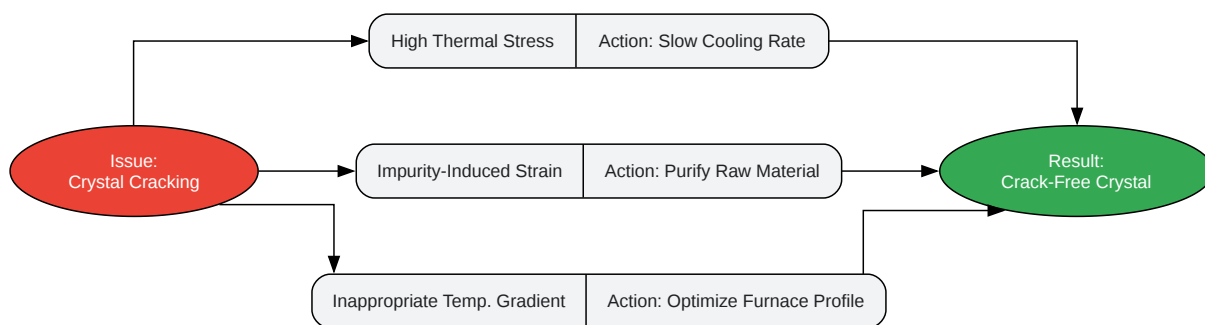 High Thermal Stress
Action: Slow Cooling Rate
Issue:
Crystal Cracking
Impurity-Induced Strain
Action: Purify Raw Material
Result:
Crack-Free Crystal
Inappropriate Temp. Gradient
Action: Optimize Furnace Profile